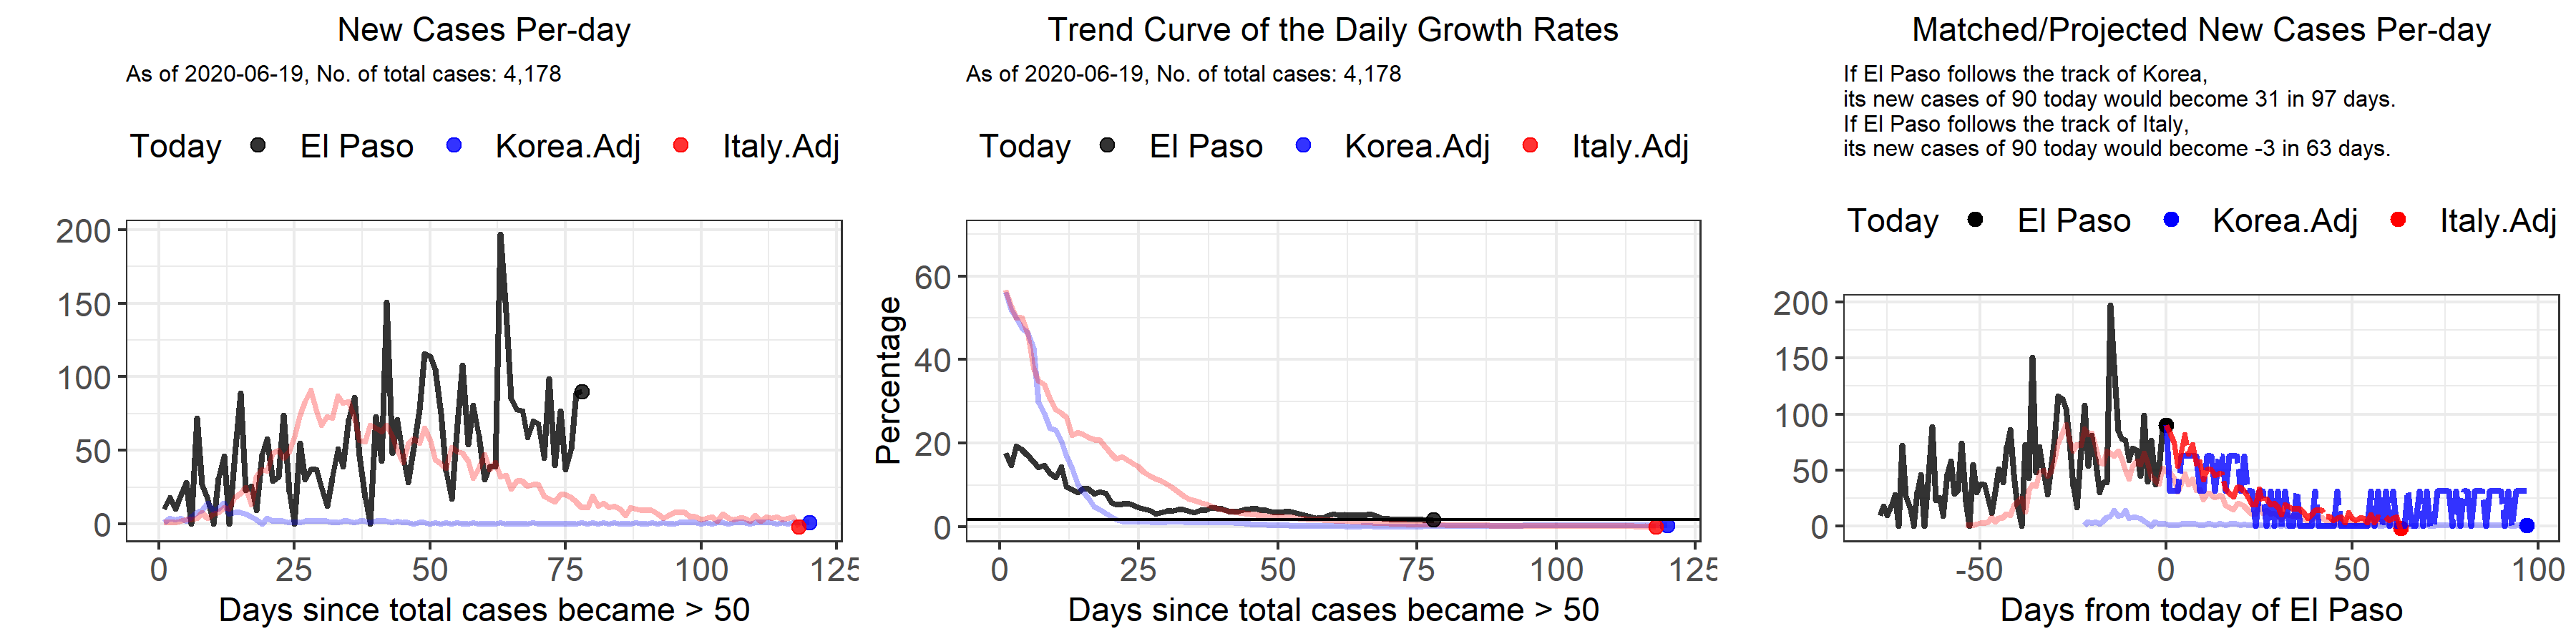 New Cases Per-day
As of 2020-06-19, No. of total cases: 4,178
Today El Paso Korea.Adj Italy.Adj
200
150
100
50
0
0 25 50 75 100 125
Days since total cases became > 50
Trend Curve of the Daily Growth Rates
As of 2020-06-19, No. of total cases: 4,178
Today El Paso Korea.Adj Italy.Adj
Percentage
60
40
20
0
0 25 50 75 100 125
Days since total cases became > 50
Matched/Projected New Cases Per-day
If El Paso follows the track of Korea,
its new cases of 90 today would become 31 in 97 days.
If El Paso follows the track of Italy,
its new cases of 90 today would become -3 in 63 days.
Today El Paso Korea.Adj Italy.Adj
200
150
100
50
0
-50 0 50 100
Days from today of El Paso